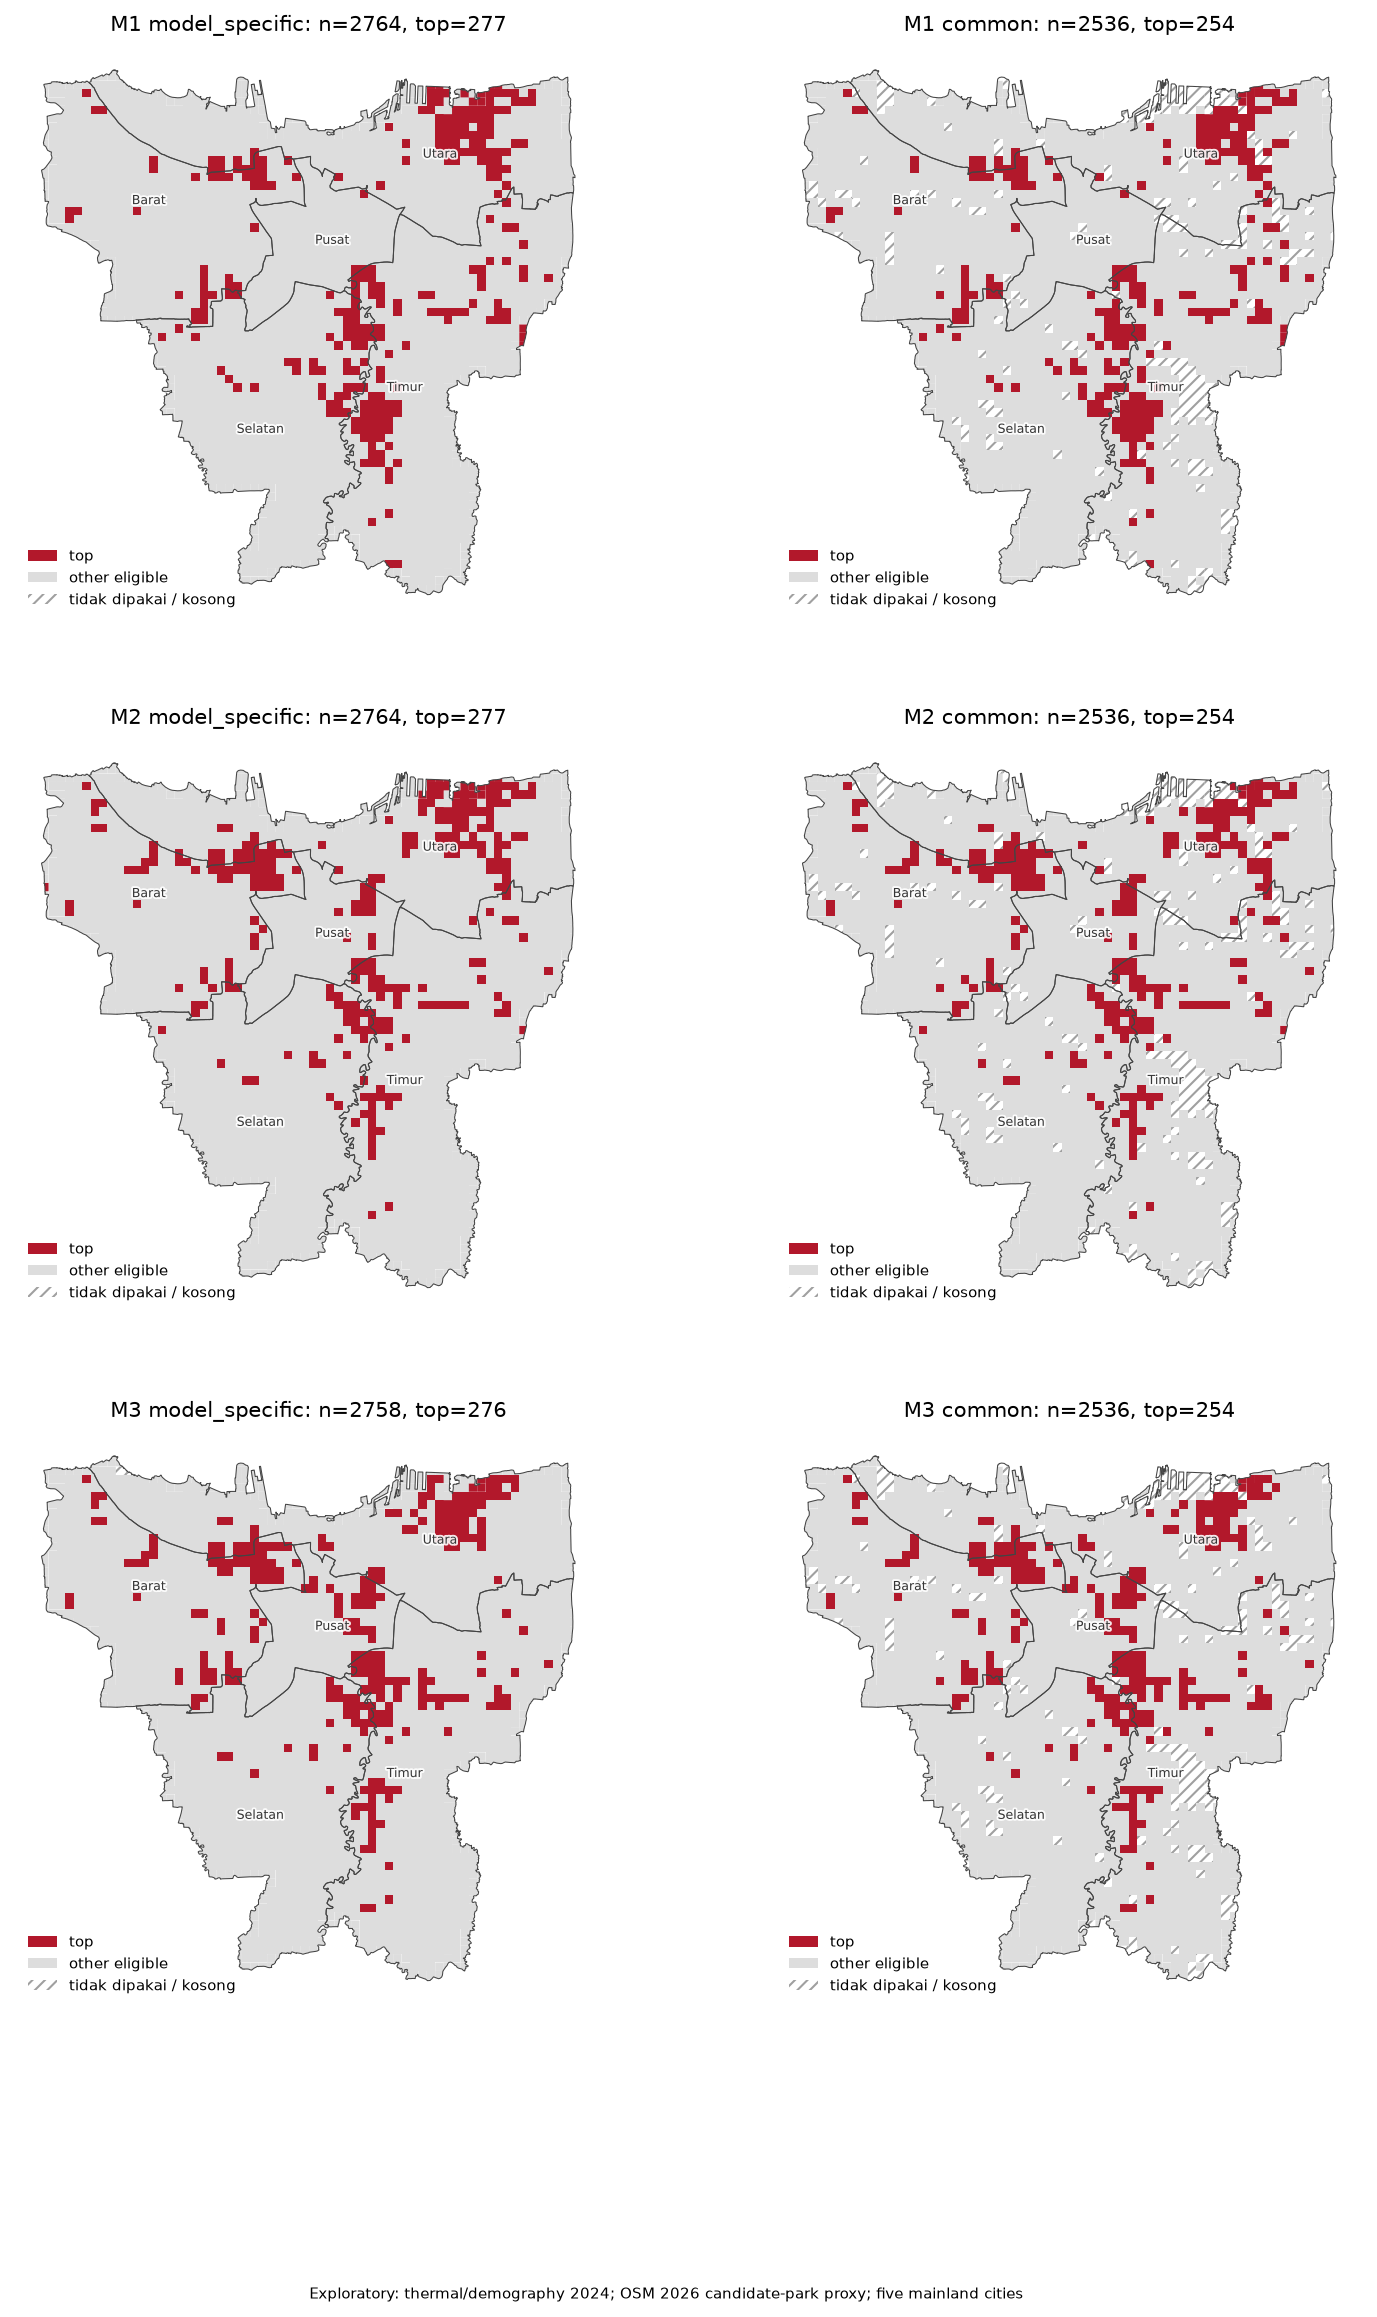 M1 model_specific: n=2764, top=277
Utara
Barat
Pusat
Timur
Selatan
top
other eligible
tidak dipakai / kosong
M1 common: n=2536, top=254
Utara
Barat
Pusat
Timur
Selatan
top
other eligible
tidak dipakai / kosong
M2 model_specific: n=2764, top=277
Utara
Barat
Pusat
Timur
Selatan
top
other eligible
tidak dipakai / kosong
M2 common: n=2536, top=254
Utara
Barat
Pusat
Timur
Selatan
top
other eligible
tidak dipakai / kosong
M3 model_specific: n=2758, top=276
Utara
Barat
Pusat
Timur
Selatan
top
other eligible
tidak dipakai / kosong
M3 common: n=2536, top=254
Utara
Barat
Pusat
Timur
Selatan
top
other eligible
tidak dipakai / kosong
Exploratory: thermal/demography 2024; OSM 2026 candidate-park proxy; five mainland cities